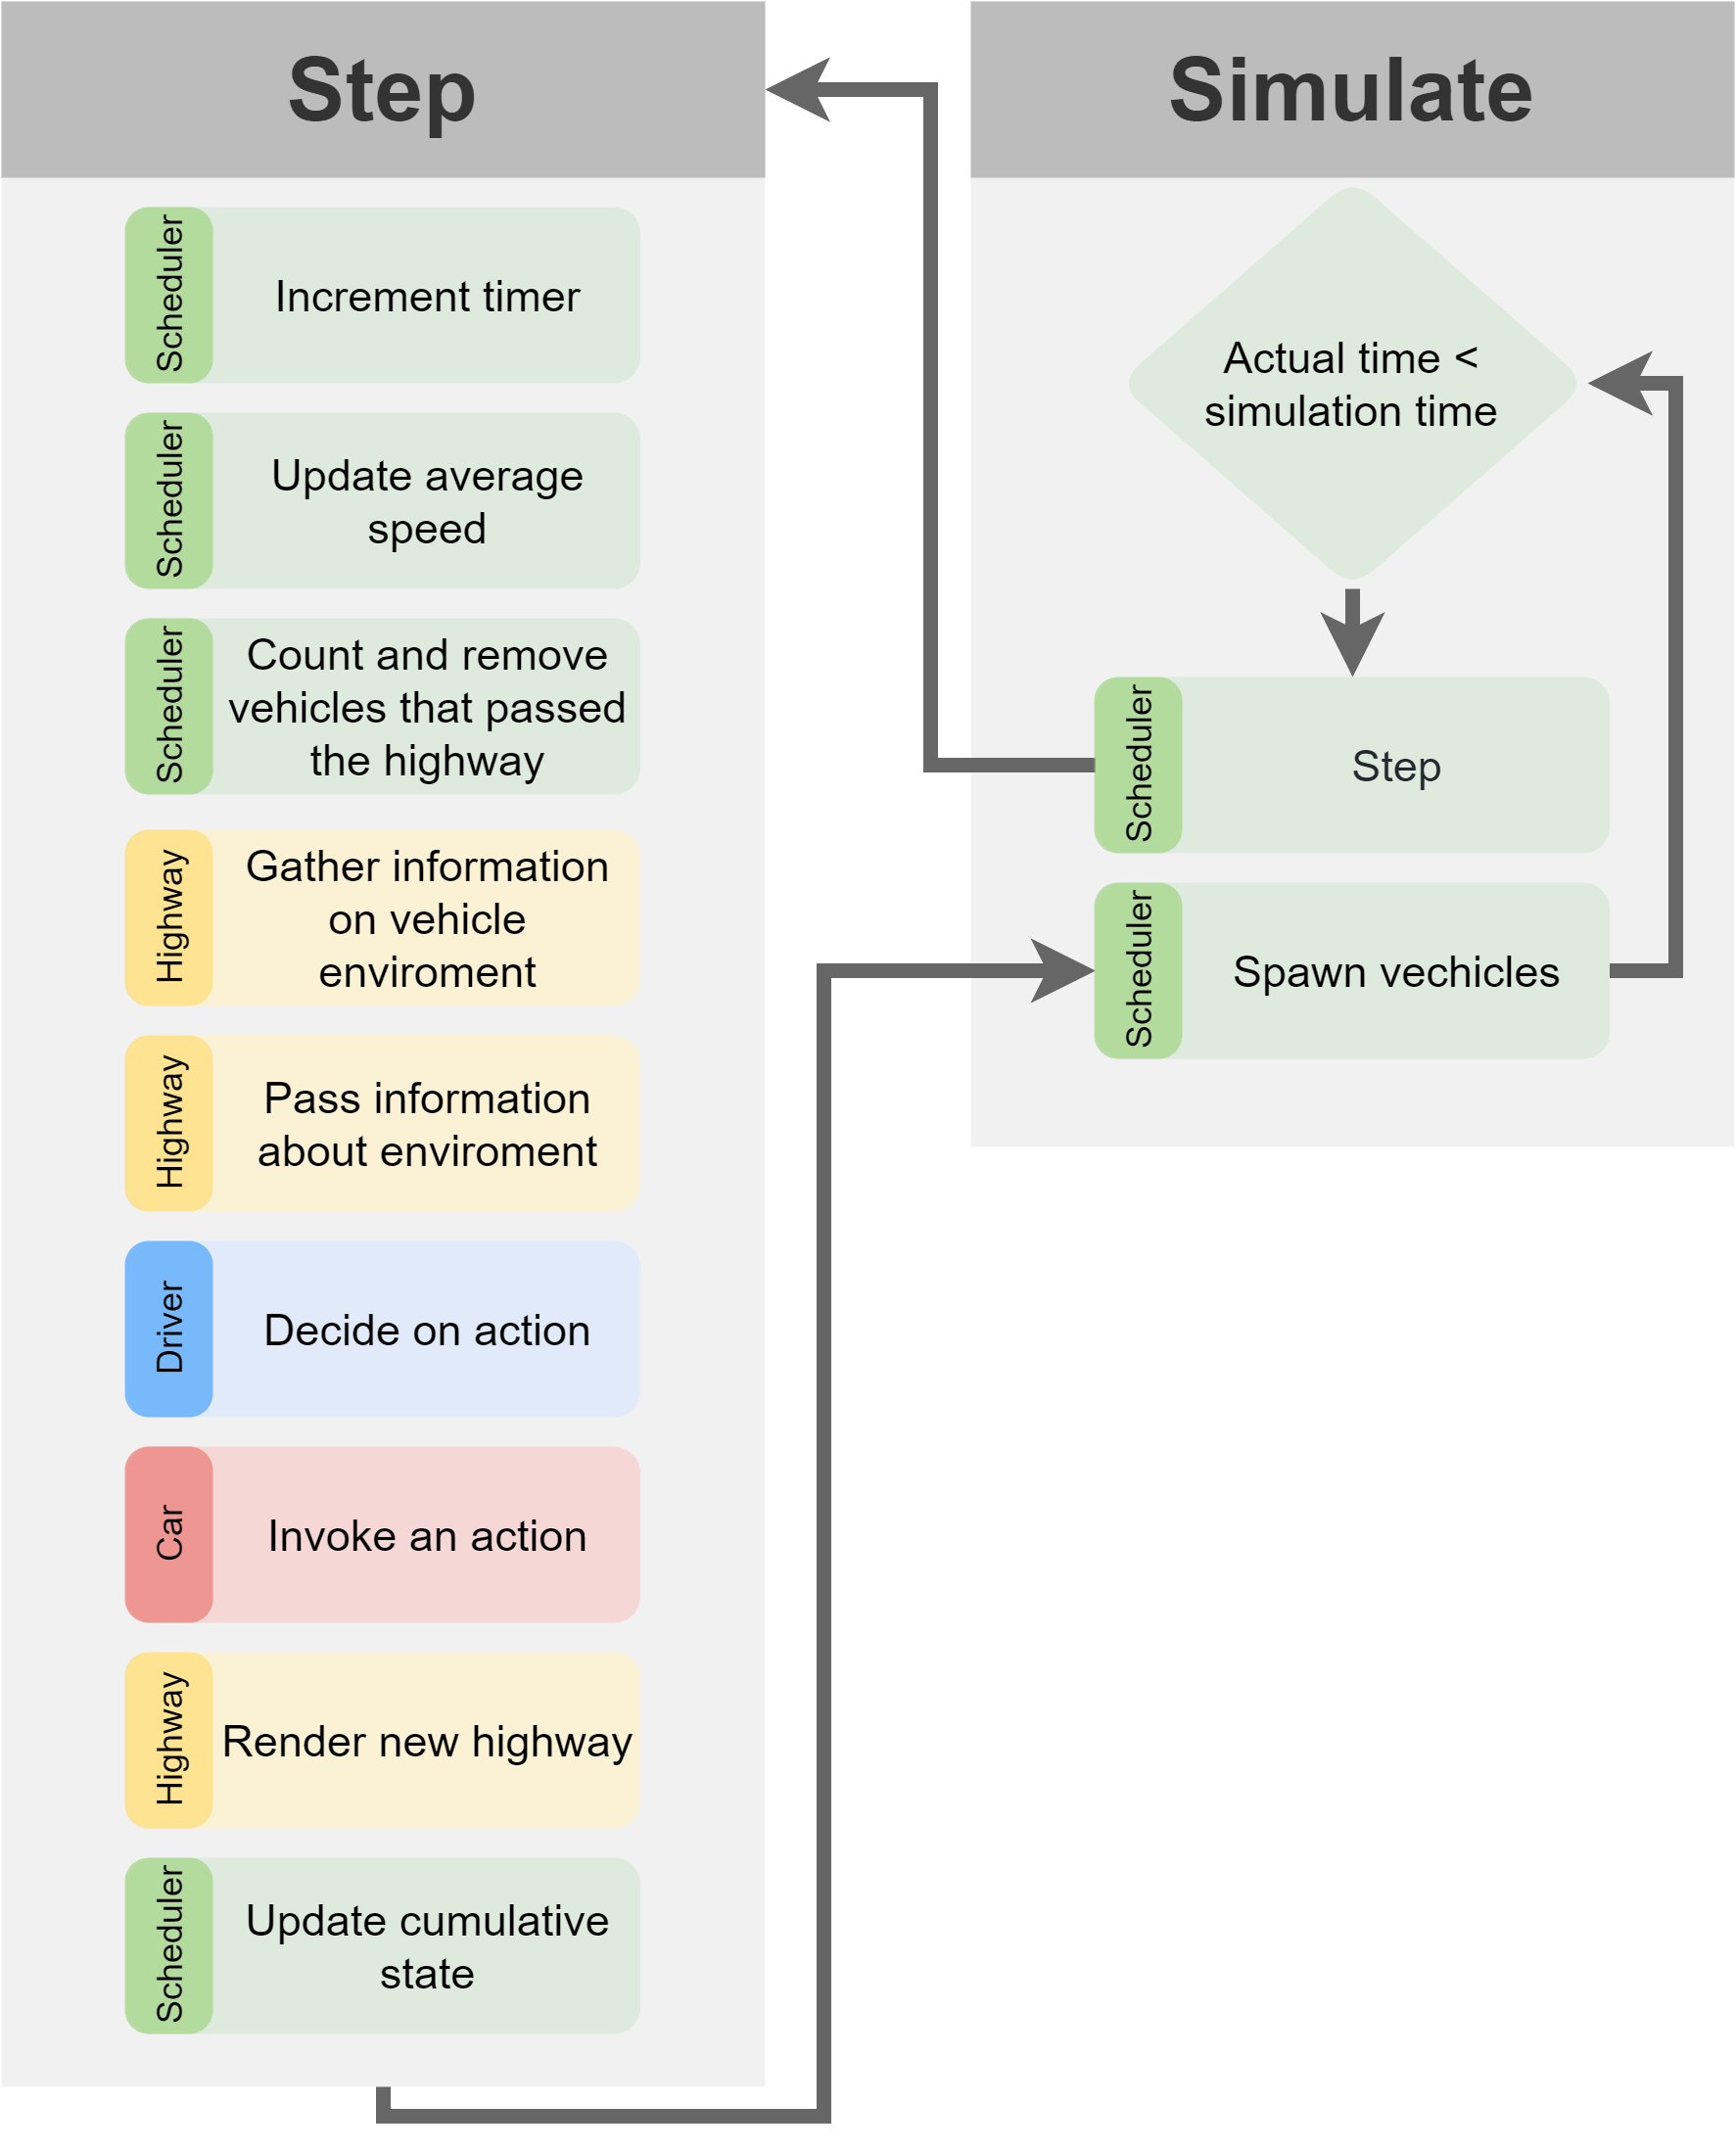 Step
Scheduler
Increment timer
Scheduler
Update average
speed
Scheduler
Count and remove
vehicles that passed
the highway
Highway
Gather information
on vehicle
enviroment
Highway
Pass information
about enviroment
Driver
Decide on action
Car
Invoke an action
Highway
Render new highway
Scheduler
Update cumulative
state
Simulate
Actual time <
simulation time
Scheduler
Step
Scheduler
Spawn vechicles